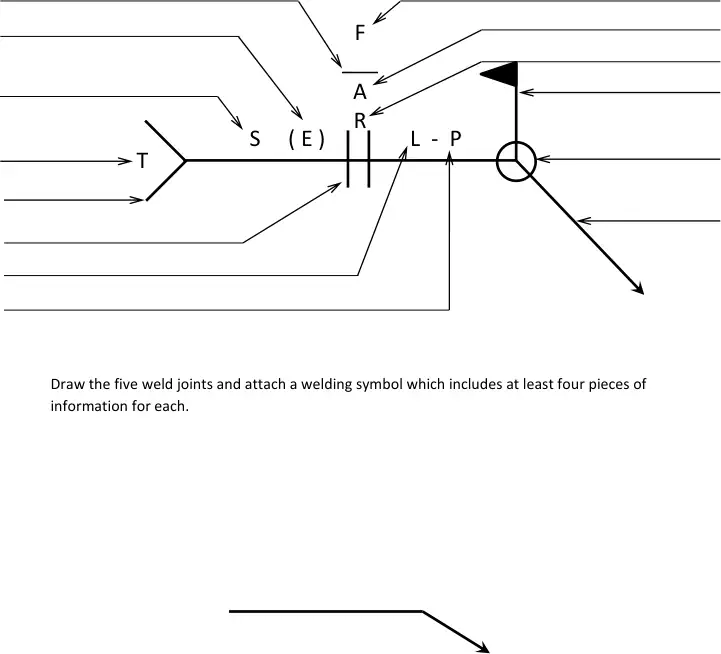 F
A
R
S (E) L - P
T
Draw the five weld joints and attach a welding symbol which includes at least four pieces of
information for each.